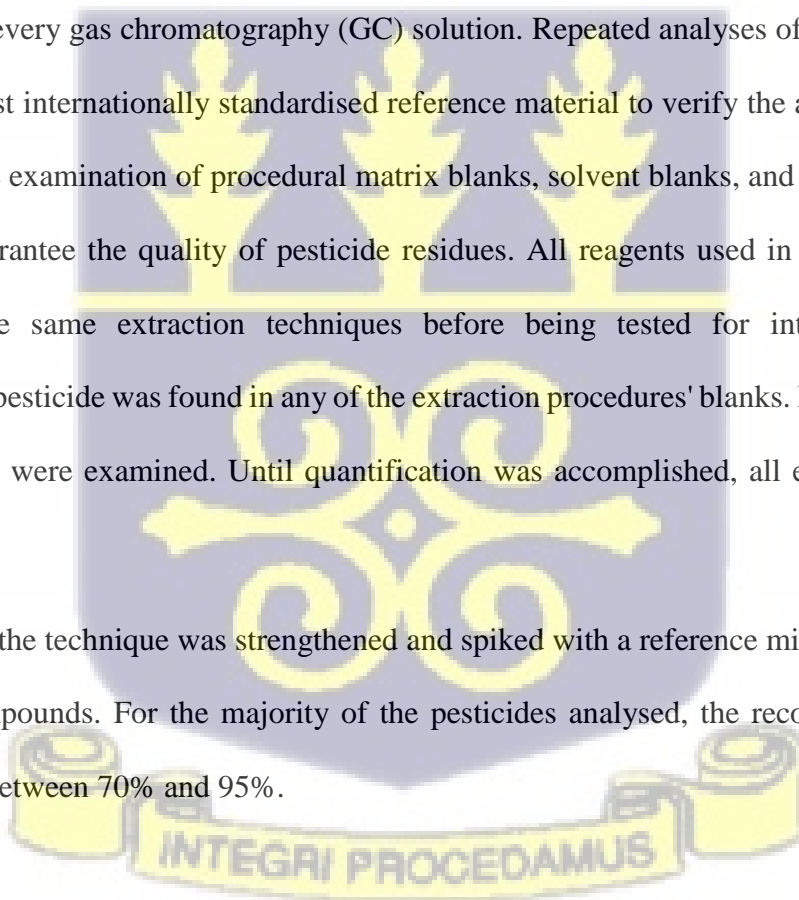 every gas chromatography (GC) solution. Repeated analyses of
st internationally standardised reference material to verify the a
examination of procedural matrix blanks, solvent blanks, and
rantee the quality of pesticide residues. All reagents used in
e same extraction techniques before being tested for int
pesticide was found in any of the extraction procedures' blanks.
were examined. Until quantification was accomplished, all e
the technique was strengthened and spiked with a reference mi
pounds. For the majority of the pesticides analysed, the reco
etween 70% and 95%.
INTEGRI PROCEDAMUS